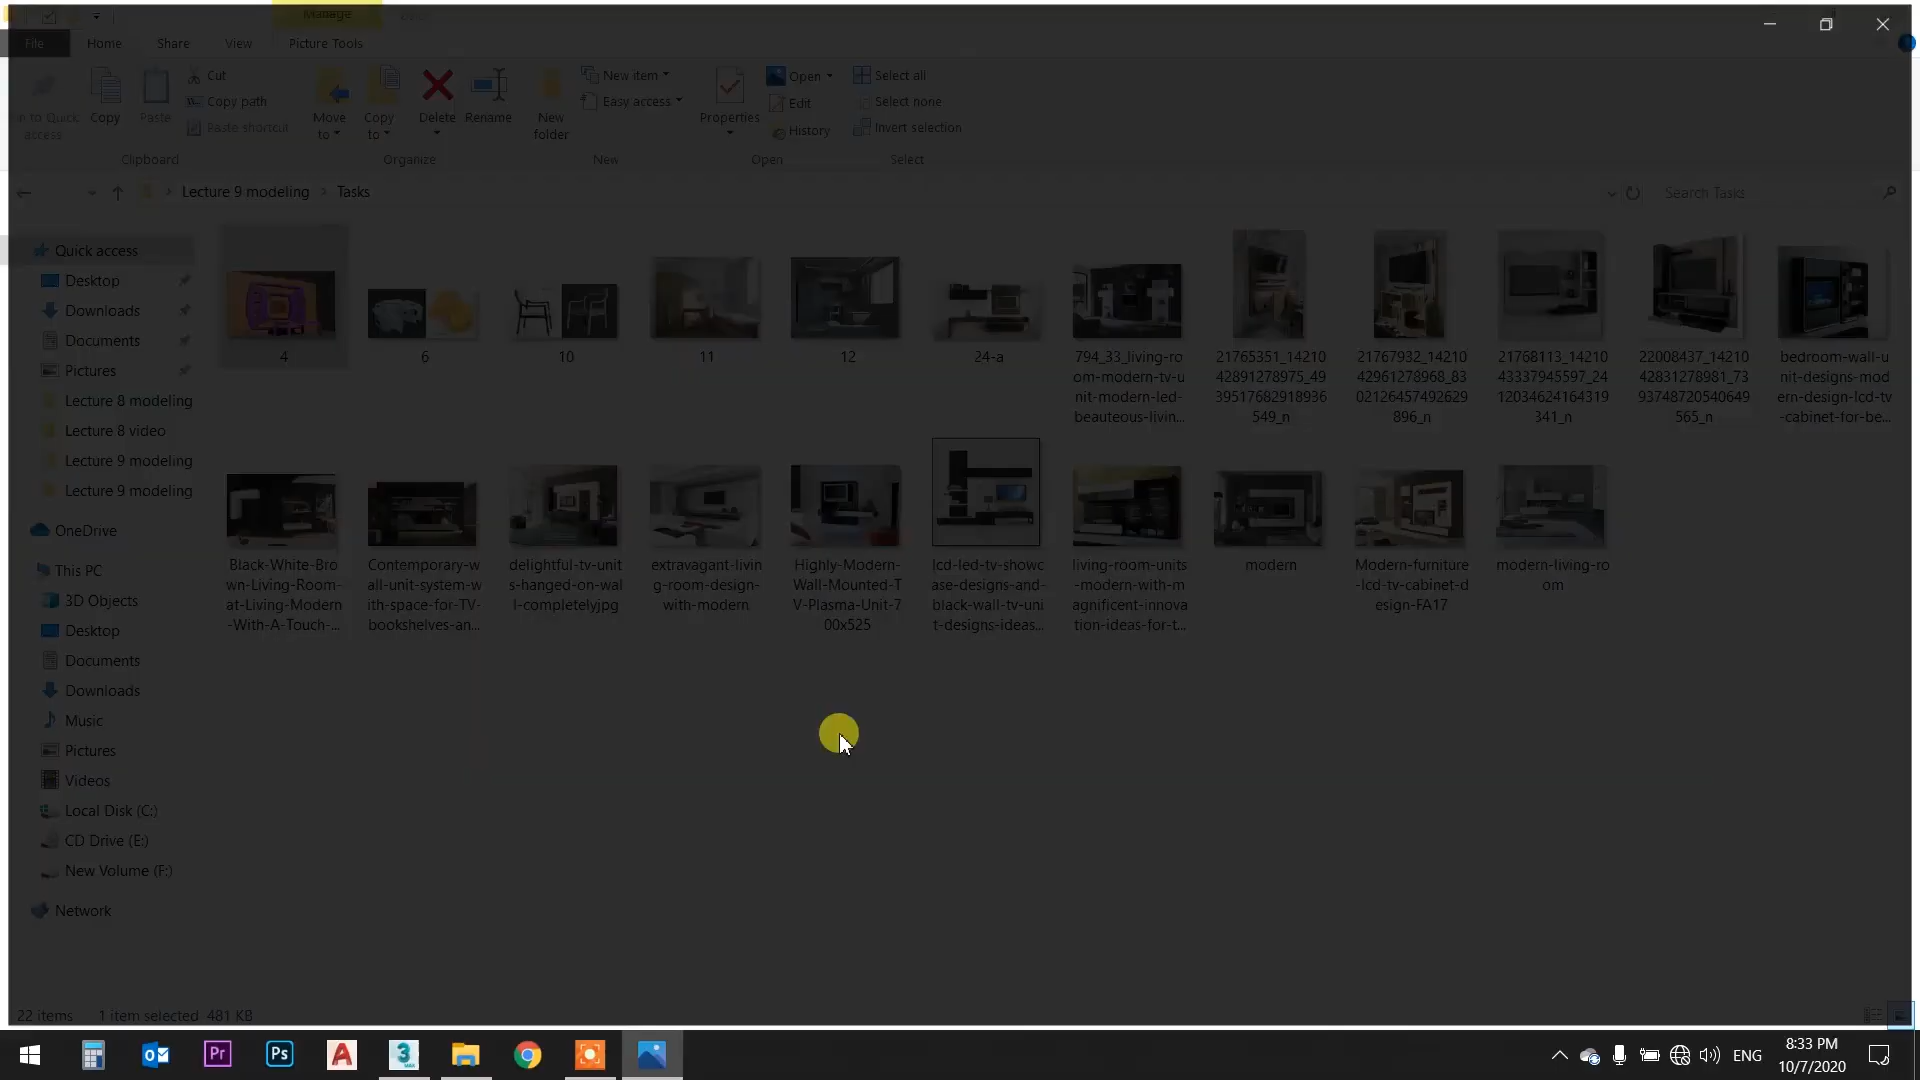 Manage
File
Home
Share
View
Picture Tools
Cut
Copy path
Paste shortcut
access
Copy
Paste
Move to
Copy to
Delete
Rename
New folder
New item
Easy access
Properties
Open
Edit
History
Select all
Select none
Invert selection
Clipboard
Organize
New
Open
Select
Lecture 9 modeling
Tasks
Search Tasks
Quick access
Desktop
Downloads
Documents
Pictures
Lecture 8 modeling
Lecture 8 video
Lecture 9 modeling
Lecture 9 modeling
OneDrive
This PC
3D Objects
Desktop
Documents
Downloads
Music
Pictures
Videos
Local Disk (C:)
CD Drive (E:)
New Volume (F:)
Network
4
6
10
11
12
24-a
794_33_living-ro
om-modern-tv-u
nit-modern-led-
beauteous-livin...
21765351_14210
42891278975_49
39517682918936
549_n
21767932_14210
42961278968_83
02126457492629
896_n
21768113_14210
43337945597_24
12034624164319
341_n
22008437_14210
42831278981_73
93748720540649
565_n
bedroom-wall-u
nit-designs-mod
ern-design-lcd-tv
-cabinet-for-be...
Black-White-Bro
wn-Living-Room-
at-Living-Modern
-With-A-Touch-...
Contemporary-w
all-unit-system-w
ith-space-for-TV-
bookshelves-an...
delightful-tv-unit
s-hanged-on-wal
l-completelyjpg
extravagant-livin
g-room-design-
with-modern
Highly-Modern-
Wall-Mounted-T
V-Plasma-Unit-7
00x525
lcd-led-tv-showc
ase-designs-and-
black-wall-tv-uni
t-designs-ideas...
living-room-units
-modern-with-m
agnificent-innova
tion-ideas-for-t...
modern
Modern-furniture
-lcd-tv-cabinet-d
esign-FA17
modern-living-ro
om
22 items
1 item selected 481 KB
Pr
Ps
A
3
ENG
8:33 PM
10/7/2020